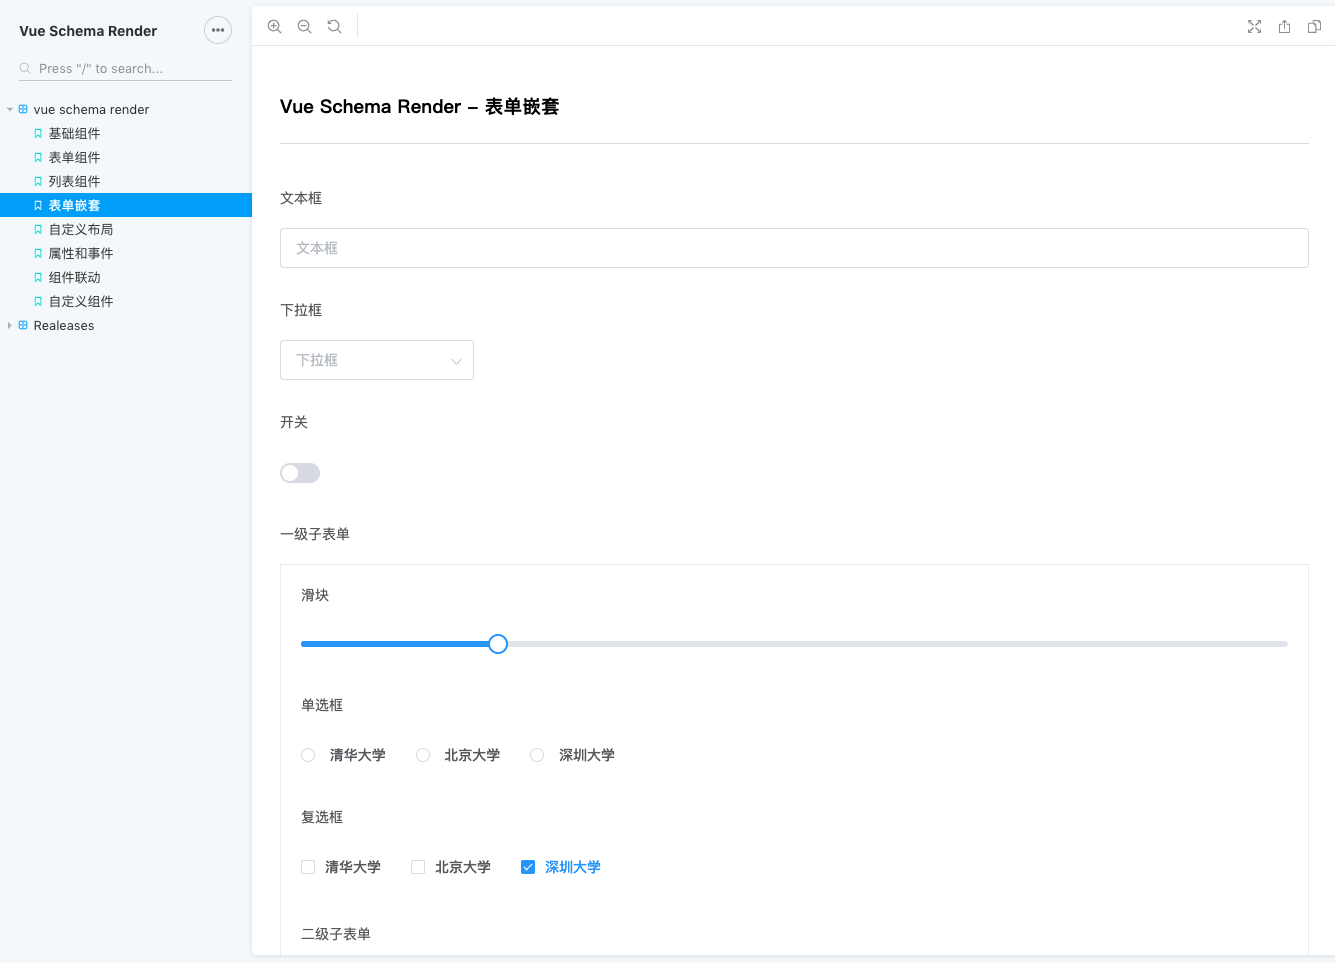 Vue Schema Render
Press "/" to search...
vue schema render
基础组件
表单组件
列表组件
表单嵌套
自定义布局
属性和事件
组件联动
自定义组件
Realeases
Vue Schema Render – 表单嵌套
文本框
文本框
下拉框
下拉框
开关
一级子表单
滑块
单选框
清华大学 北京大学 深圳大学
复选框
清华大学 北京大学 深圳大学
二级子表单